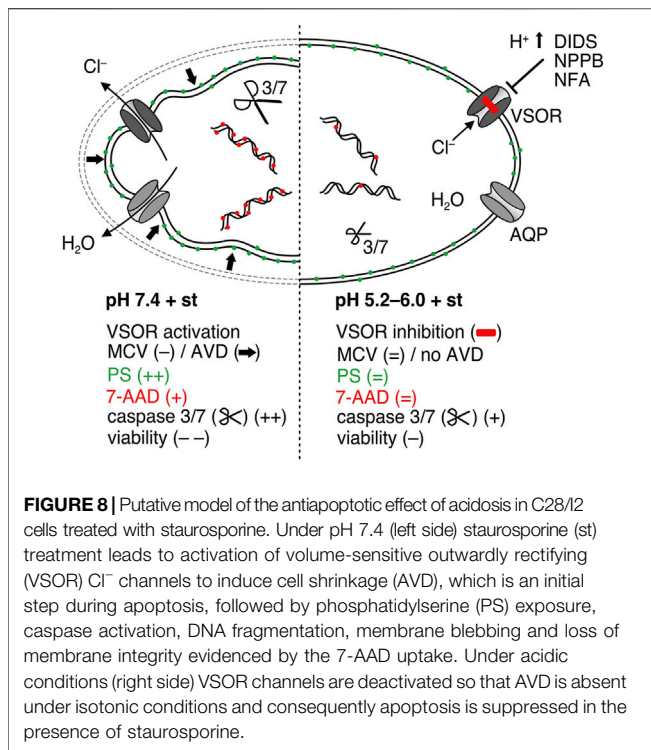 Cl⁻
3/7
H₂O
H⁺ ⬆ DIDS
NPPB
NFA
VSOR
Cl⁻
H₂O
AQP
3/7
pH 7.4 + st
VSOR activation
MCV (–) / AVD (➡)
PS (++)
7-AAD (+)
caspase 3/7 (✂) (++)
viability (– –)
pH 5.2–6.0 + st
VSOR inhibition (▬)
MCV (=) / no AVD
PS (=)
7-AAD (=)
caspase 3/7 (✂) (+)
viability (–)
FIGURE 8 | Putative model of the antiapoptotic effect of acidosis in C28/I2
cells treated with staurosporine. Under pH 7.4 (left side) staurosporine (st)
treatment leads to activation of volume-sensitive outwardly rectifying
(VSOR) Cl⁻ channels to induce cell shrinkage (AVD), which is an initial
step during apoptosis, followed by phosphatidylserine (PS) exposure,
caspase activation, DNA fragmentation, membrane blebbing and loss of
membrane integrity evidenced by the 7-AAD uptake. Under acidic
conditions (right side) VSOR channels are deactivated so that AVD is absent
under isotonic conditions and consequently apoptosis is suppressed in the
presence of staurosporine.